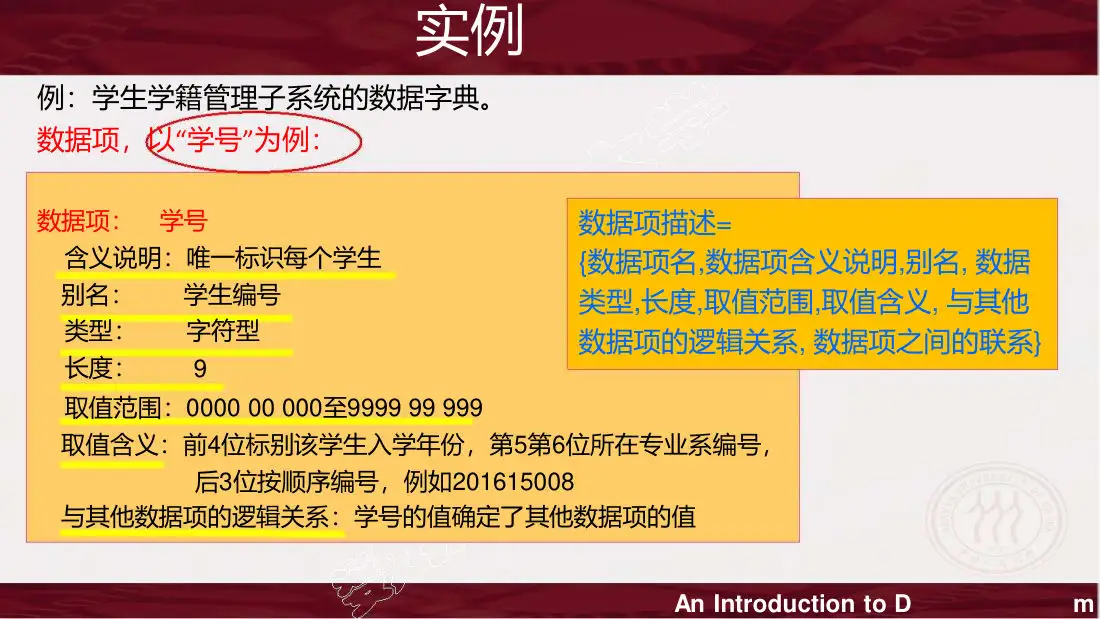 实例
例：学生学籍管理子系统的数据字典。
数据项，以“学号”为例：
数据项： 学号
含义说明：唯一标识每个学生
别名： 学生编号
类型： 字符型
长度： 9
取值范围：0000 00 000至9999 99 999
取值含义：前4位标别该学生入学年份，第5第6位所在专业系编号，
后3位按顺序编号，例如201615008
与其他数据项的逻辑关系：学号的值确定了其他数据项的值
数据项描述=
{数据项名,数据项含义说明,别名, 数据
类型,长度,取值范围,取值含义, 与其他
数据项的逻辑关系, 数据项之间的联系}
An Introduction to D m